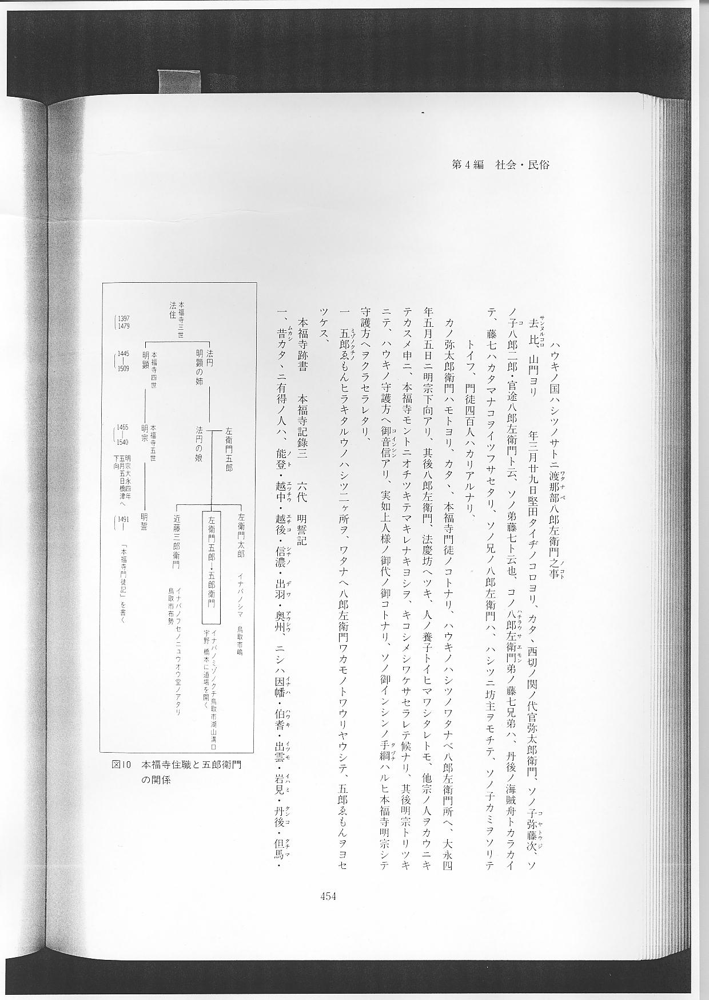 第4編　社会・民俗
ハウキノ国ハシツノサトニ渡那部八郎左衛門之事
去比、山門ヨリ　　年三月廿九日堅田タイヂノコロヨリ、カタヽ西切ノ関ノ代官弥太郎衛門、ソノ子弥藤次、ソ
ノ子八郎二郎・官途八郎左衛門ト云、ソノ弟藤七ト云也、コノ八郎左衛門弟ノ藤七兄弟ハ、丹後ノ海賊舟トカラカイ
テ、藤七ハカタマナコヲイツフサセタリ、ソノ兄ノ八郎左衛門ハ、ハシツニ坊主ヲモチテ、ソノ子カミヲソリテ
トイフ、門徒四百人ハカリアルナリ、
カノ弥太郎衛門ハモトヨリ、カタヽ、本福寺門徒ノコトナリ、ハウキノハシツノワタナベ八郎左衛門所へ、大永四
年五月五日ニ明宗下向アリ、其後八郎左衛門、法慶坊ヘツキ、人ノ養子トイヒマワシタレトモ、他宗ノ人ヲカウニキ
テカスメ申ニ、本福寺モントニオチツキテマキレナキヨシヲ、キコシメシワケサセラレテ候ナリ、其後明宗トリツキ
ニテ、ハウキノ守護方へ御音信アリ、実如上人様ノ御代ノ御コトナリ、ソノ御インシンノ手綱ハルヒ本福寺明宗シテ
守護方ヘヲクラセラレタリ、
一　五郎ゑもんヒラキタルウノハシツ二ヶ所ヲ、ワタナヘ八郎左衛門ワカモノトワウリヤウシテ、五郎ゑもんヲヨセ
ツケス、
本福寺跡書　　本福寺記錄三　　六代　明誓記
一、昔カタヽニ有得ノ人ハ、能登・越中・越後・信濃・出羽・奥州、ニシハ因幡・伯耆・出雲・岩見・丹後・但馬・
本福寺三世
法住
1397
1479
法円
明顕の姉
本福寺四世
明顕
1445
1509
左衛門五郎
法円の娘
本福寺五世
明宗
1465
1540
明宗大永四年
五月五日橋津へ
下向
左衛門太郎　イナバノシマ　鳥取市嶋
左衛門五郎→五郎衛門
イナバノミゾノクチ鳥取市湖山溝口
宇野　橋本に道場を開く
近藤三郎衛門
イナバノフセノニュウオウ堂ノアタリ
鳥取市布勢
明誓
1491
「本福寺門徒記」を書く
図10　本福寺住職と五郎衛門
の関係
454